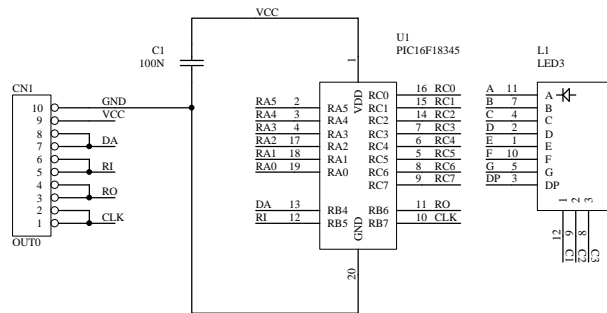 VCC
C1
100N
U1
PIC16F18345
L1
LED3
CN1
10 GND
9 VCC
8
7 DA
6
5 RI
4
3 RO
2
1 CLK
OUT0
1
VDD
RA5 2 RA5
RA4 3 RA4
RA3 4 RA3
RA2 17 RA2
RA1 18 RA1
RA0 19 RA0
DA 13 RB4
RI 12 RB5
RC0 16 RC0
RC1 15 RC1
RC2 14 RC2
RC3 7 RC3
RC4 6 RC4
RC5 5 RC5
RC6 8 RC6
RC7 9 RC7
RB6 11 RO
RB7 10 CLK
GND
20
A 11 A
B 7 B
C 4 C
D 2 D
E 1 E
F 10 F
G 5 G
DP 3 DP
1 2 3
12 9 8
C1 C2 C3